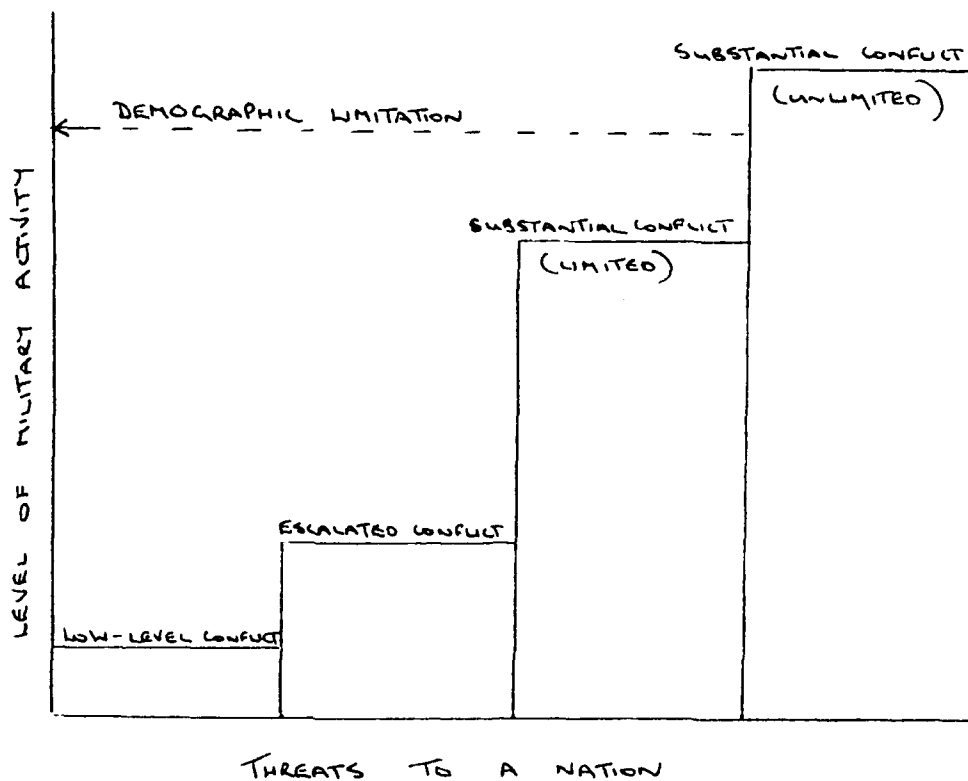 SUBSTANTIAL CONFLICT
(UNLIMITED)
DEMOGRAPHIC LIMITATION
SUBSTANTIAL CONFLICT
(LIMITED)
ESCALATED CONFLICT
LOW-LEVEL CONFLICT
LEVEL OF MILITARY ACTIVITY
THREATS TO A NATION